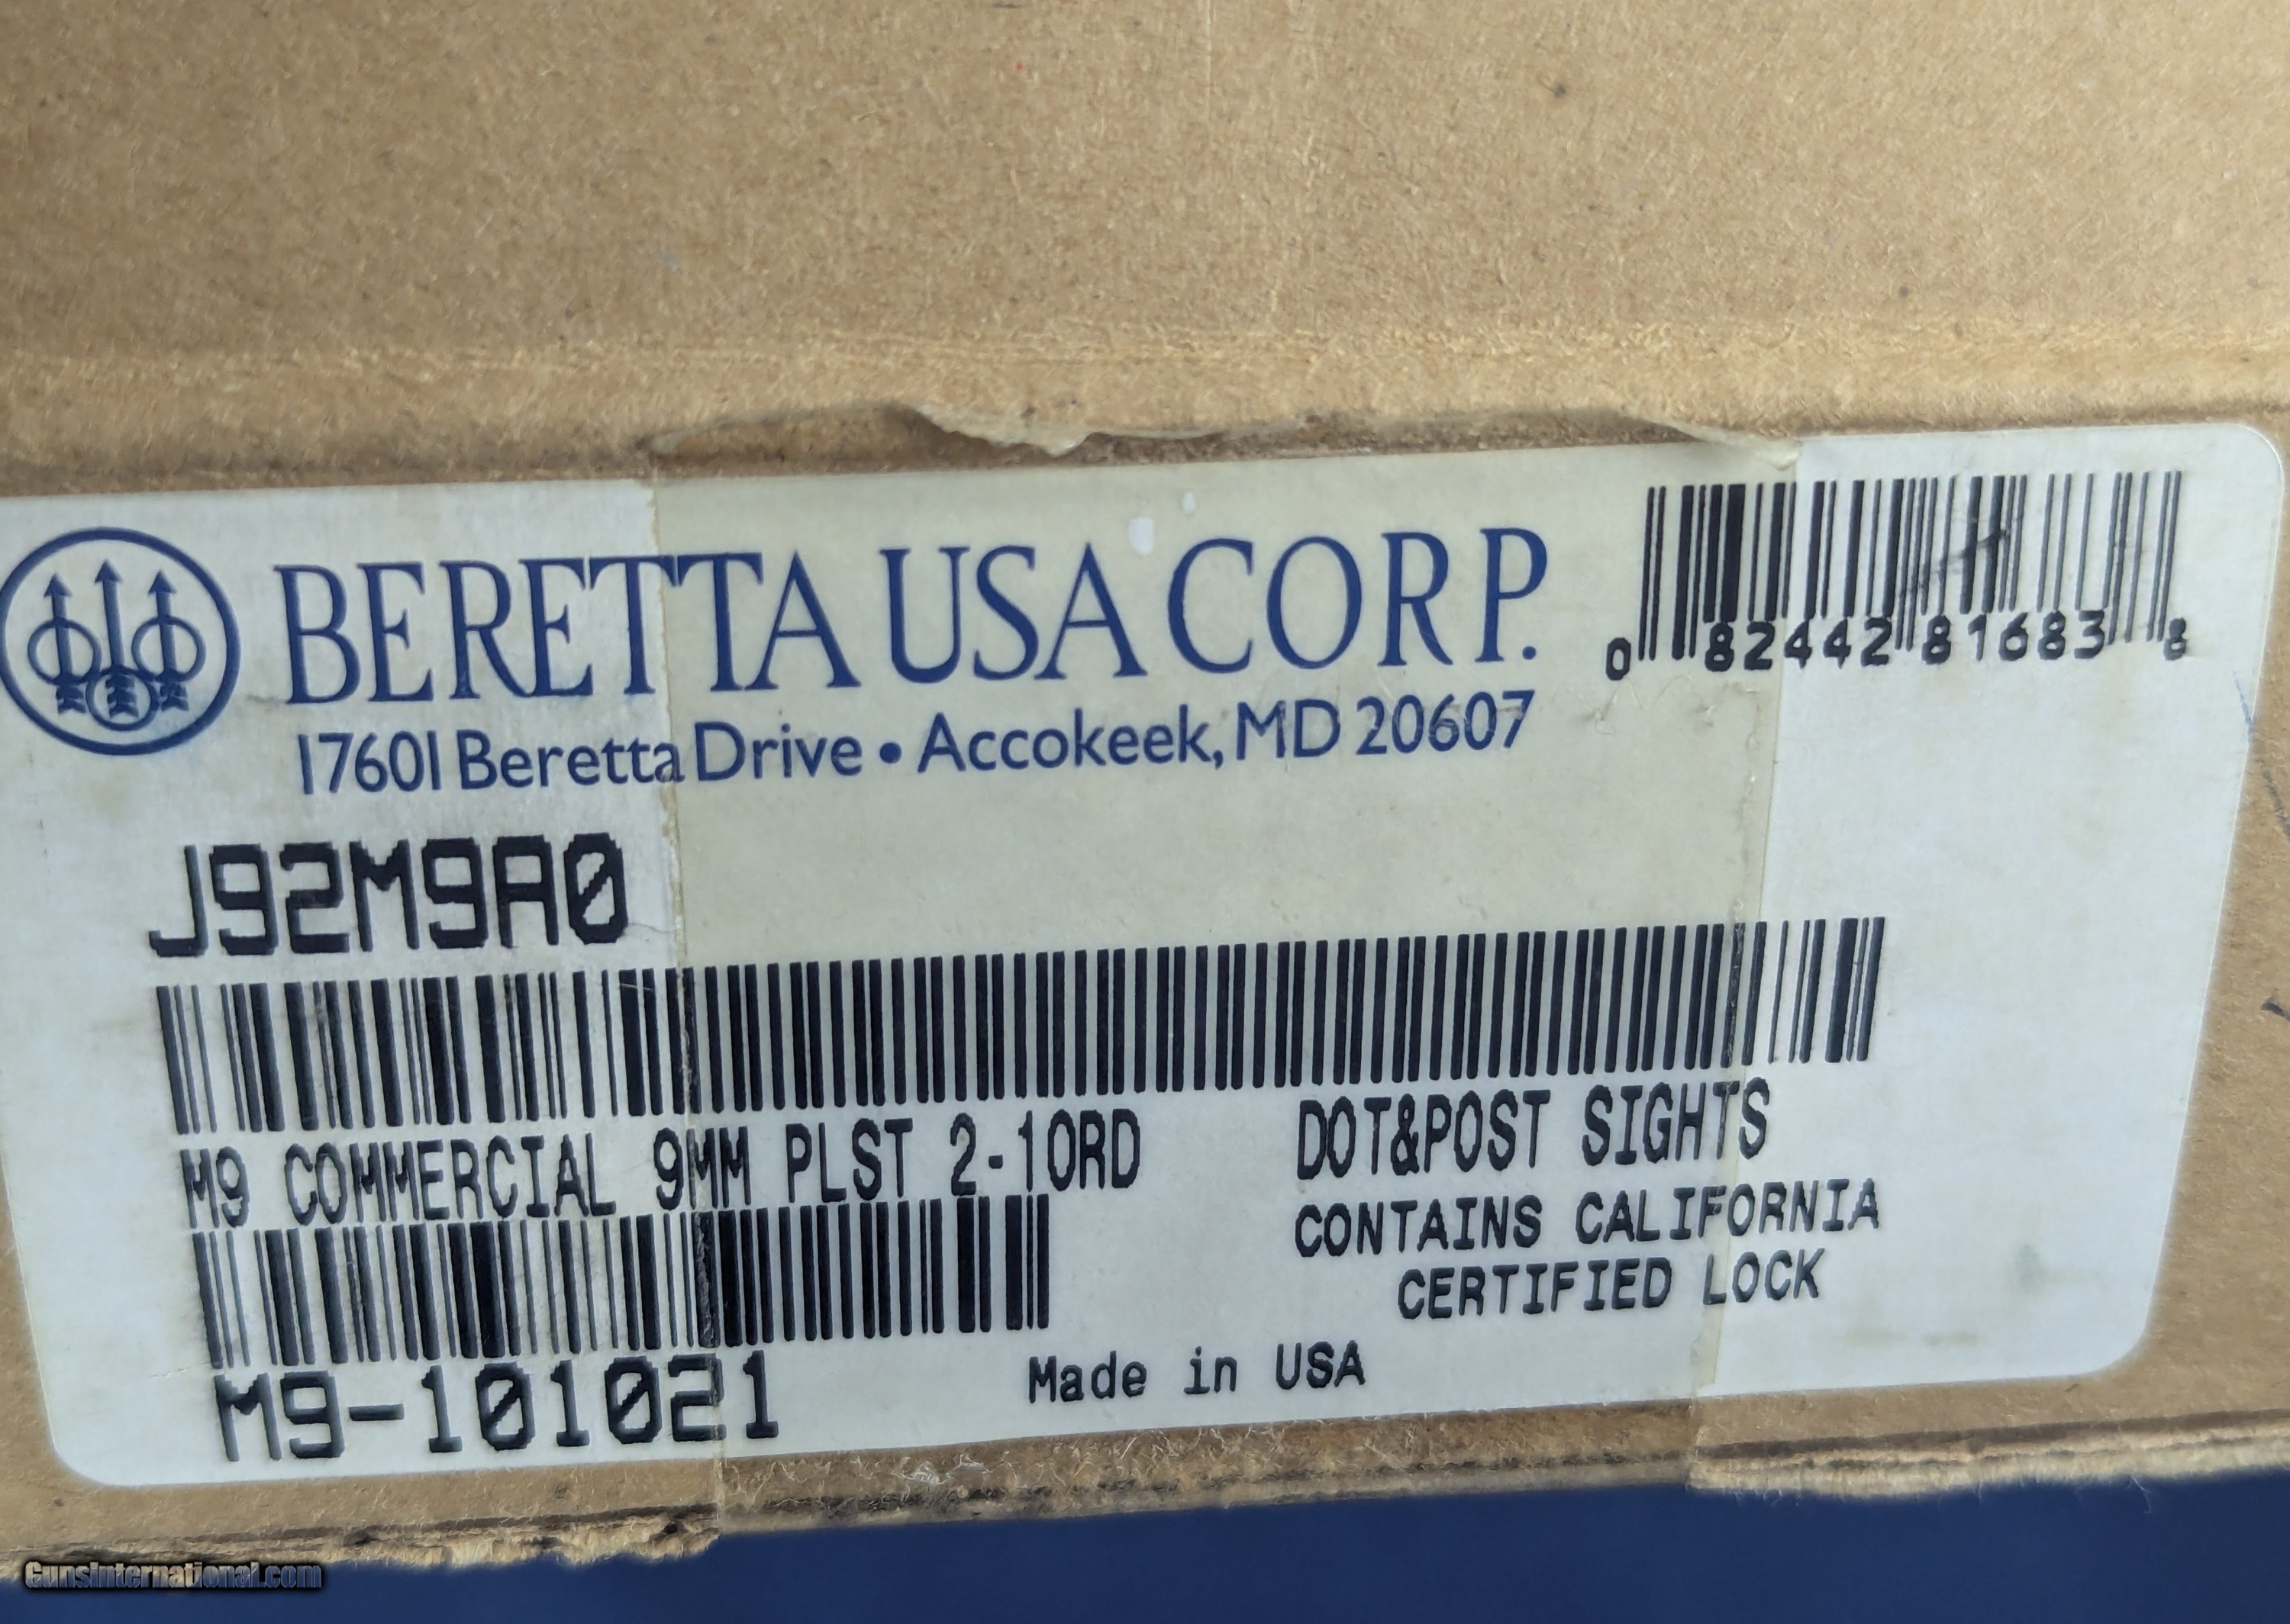 BERETTA USA CORP.
17601 Beretta Drive • Accokeek, MD 20607
0 82442 81683 8
J92M9A0
M9 COMMERCIAL 9MM PLST 2-10RD
DOT&POST SIGHTS
CONTAINS CALIFORNIA
CERTIFIED LOCK
M9-101021
Made in USA
GunsInternational.com